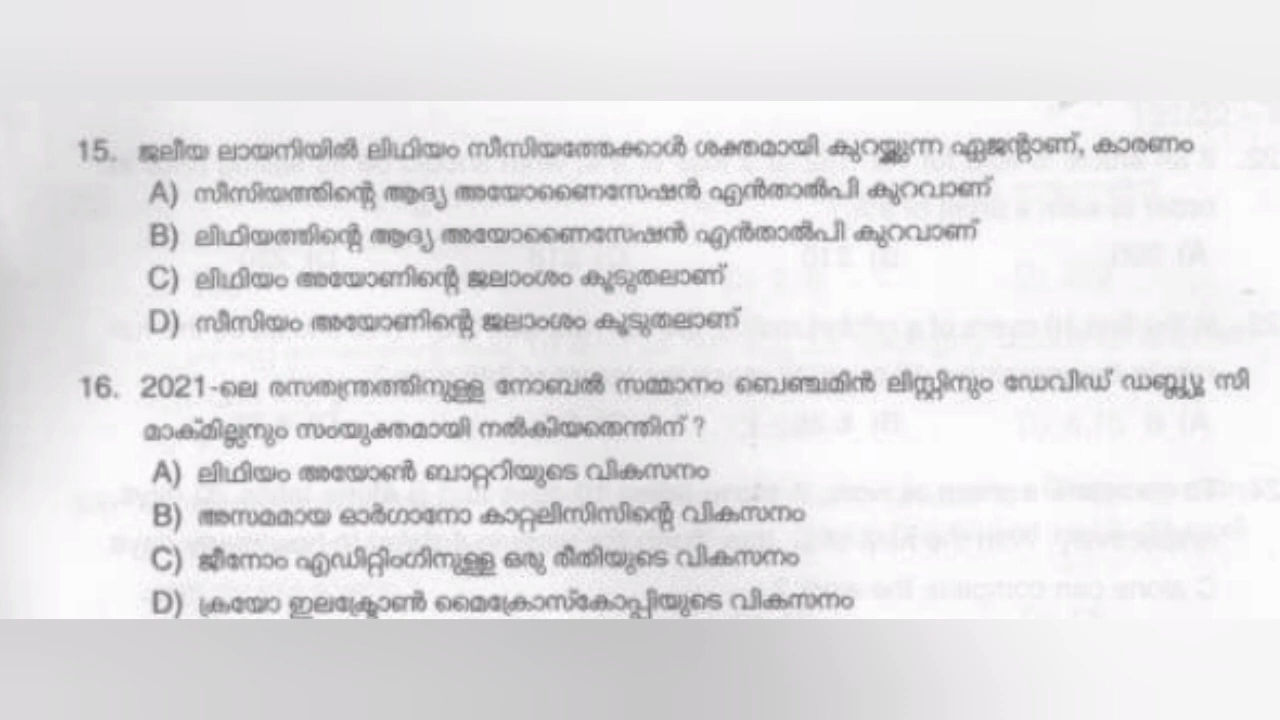 15. ജലീയ ലായനിയിൽ ലിഥിയം സീസിയത്തേക്കാൾ ശക്തമായി കുറയ്ക്കുന്ന ഏജന്റാണ്, കാരണം
A) സീസിയത്തിന്റെ ആദ്യ അയോണൈസേഷൻ എൻതാൽപി കുറവാണ്
B) ലിഥിയത്തിന്റെ ആദ്യ അയോണൈസേഷൻ എൻതാൽപി കുറവാണ്
C) ലിഥിയം അയോണിന്റെ ജലാംശം കൂടുതലാണ്
D) സീസിയം അയോണിന്റെ ജലാംശം കൂടുതലാണ്
16. 2021-ലെ രസതന്ത്രത്തിനുള്ള നോബൽ സമ്മാനം ബെഞ്ചമിൻ ലിസ്റ്റിനും ഡേവിഡ് ഡബ്ല്യൂ സി
മാക്മില്ലനും സംയുക്തമായി നൽകിയതെന്തിന് ?
A) ലിഥിയം അയോൺ ബാറ്ററിയുടെ വികസനം
B) അസമമായ ഓർഗാനോ കാറ്റലിസിസിന്റെ വികസനം
C) ജീനോം എഡിറ്റിംഗിനുള്ള ഒരു രീതിയുടെ വികസനം
D) ക്രയോ ഇലക്ട്രോൺ മൈക്രോസ്കോപ്പിയുടെ വികസനം